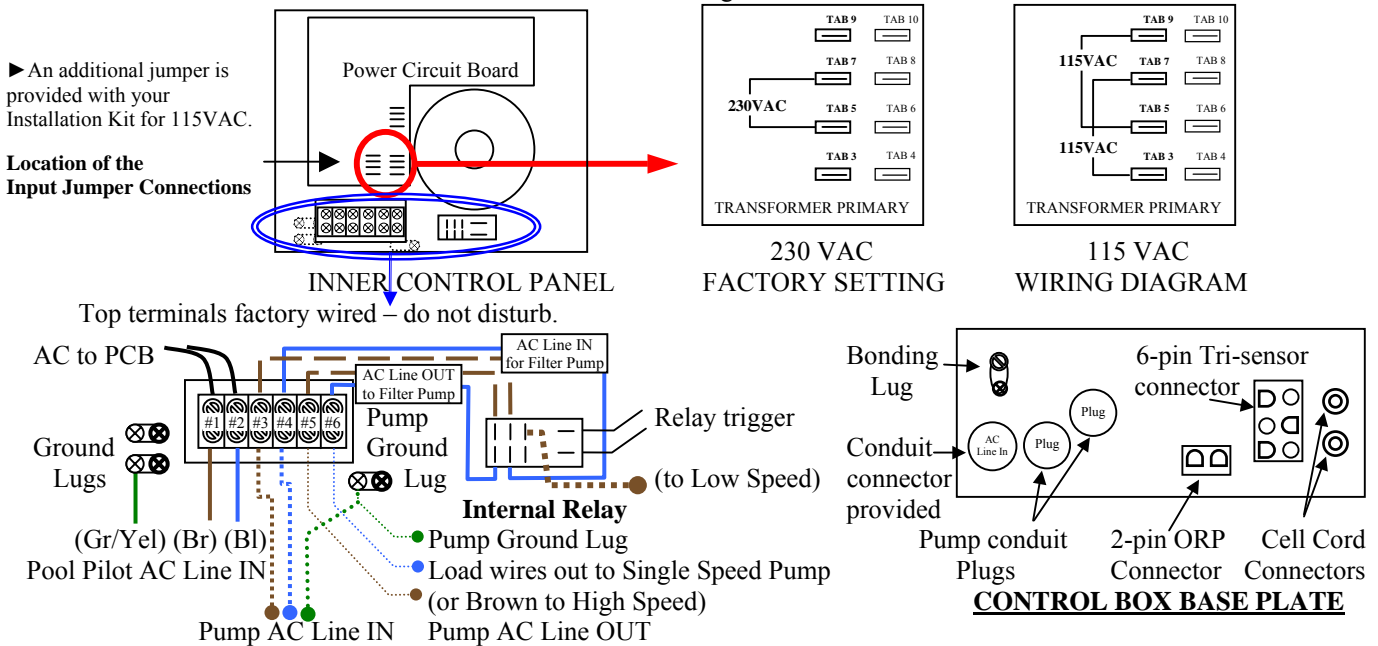 ►An additional jumper is
provided with your
Installation Kit for 115VAC.
Location of the
Input Jumper Connections
Power Circuit Board
INNER CONTROL PANEL
TAB 9 TAB 10
TAB 7 TAB 8
230VAC
TAB 5 TAB 6
TAB 3 TAB 4
TRANSFORMER PRIMARY
230 VAC
FACTORY SETTING
TAB 9 TAB 10
115VAC
TAB 7 TAB 8
TAB 5 TAB 6
115VAC
TAB 3 TAB 4
TRANSFORMER PRIMARY
115 VAC
WIRING DIAGRAM
Top terminals factory wired – do not disturb.
AC to PCB
AC Line IN
for Filter Pump
AC Line OUT
to Filter Pump
#1 #2 #3 #4 #5 #6
Ground
Lugs
Pump
Ground
Lug
Relay trigger
(to Low Speed)
Internal Relay
(Gr/Yel) (Br) (Bl)
Pool Pilot AC Line IN
Pump AC Line IN
Pump Ground Lug
Load wires out to Single Speed Pump
(or Brown to High Speed)
Pump AC Line OUT
Bonding
Lug
6-pin Tri-sensor
connector
AC
Line In
Plug
Plug
Conduit
connector
provided
Pump conduit
Plugs
2-pin ORP
Connector
Cell Cord
Connectors
CONTROL BOX BASE PLATE